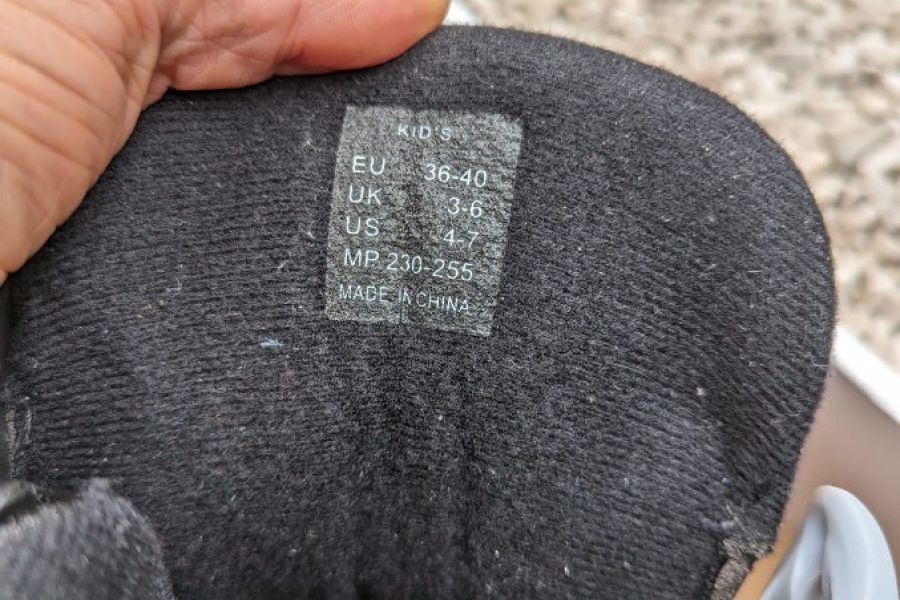 KID'S
EU 36-40
UK 3-6
US 4-7
MP 230-255
MADE IN CHINA